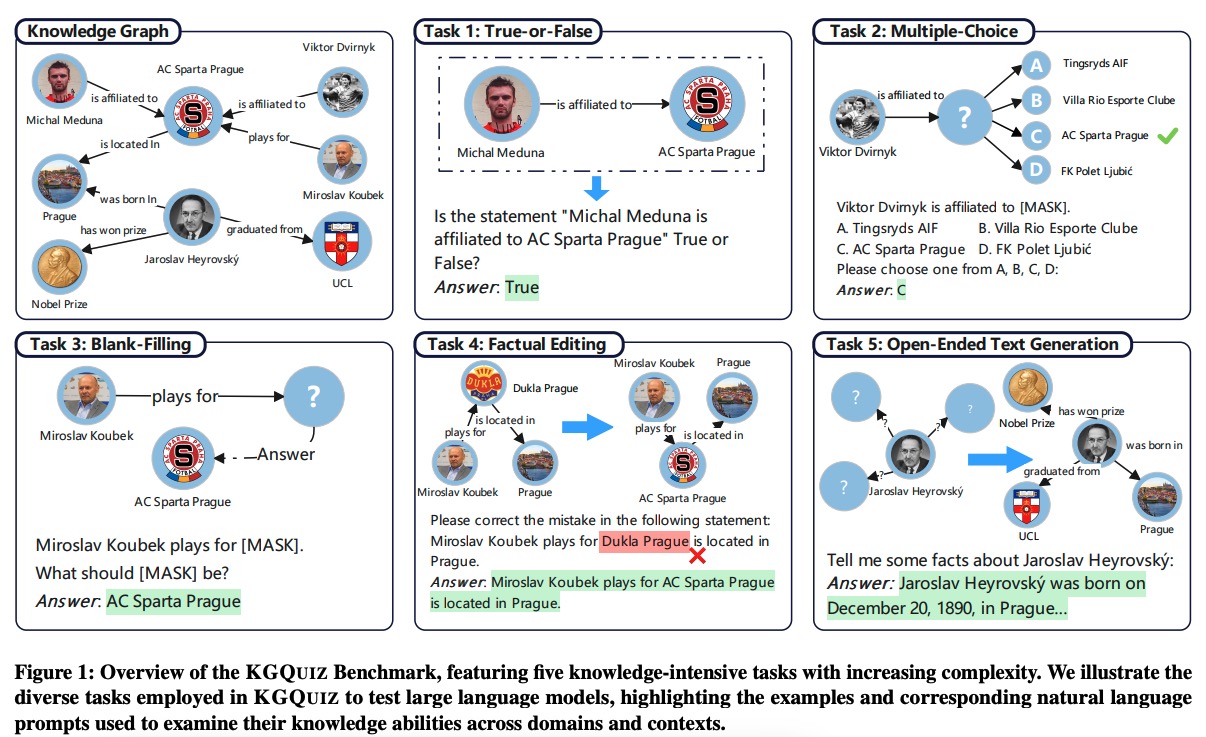 Knowledge Graph
Viktor Dvirnyk
AC Sparta Prague
is affiliated to
is affiliated to
Michal Meduna
plays for
is located In
Miroslav Koubek
Prague
was born In
has won prize
graduated from
Jaroslav Heyrovský
UCL
Nobel Prize
Task 1: True-or-False
is affiliated to
Michal Meduna
AC Sparta Prague
Is the statement "Michal Meduna is
affiliated to AC Sparta Prague" True or
False?
Answer: True
Task 2: Multiple-Choice
A Tingsryds AIF
is affiliated to
B Villa Rio Esporte Clube
?
C AC Sparta Prague
Viktor Dvirnyk
D FK Polet Ljubić
Viktor Dvirnyk is affiliated to [MASK].
A. Tingsryds AIF B. Villa Rio Esporte Clube
C. AC Sparta Prague D. FK Polet Ljubić
Please choose one from A, B, C, D:
Answer: C
Task 3: Blank-Filling
plays for
?
Miroslav Koubek
Answer
AC Sparta Prague
Miroslav Koubek plays for [MASK].
What should [MASK] be?
Answer: AC Sparta Prague
Task 4: Factual Editing
DUKLA
Dukla Prague
is located in
plays for
Miroslav Koubek
Prague
Miroslav Koubek
Prague
plays for
is located in
AC Sparta Prague
Please correct the mistake in the following statement:
Miroslav Koubek plays for Dukla Prague is located in
Prague.
Answer: Miroslav Koubek plays for AC Sparta Prague
is located in Prague.
Task 5: Open-Ended Text Generation
?
?
?
?
?
?
Jaroslav Heyrovský
Nobel Prize
has won prize
was born in
graduated from
UCL
Prague
Tell me some facts about Jaroslav Heyrovský:
Answer: Jaroslav Heyrovský was born on
December 20, 1890, in Prague...
Figure 1: Overview of the KGQUIZ Benchmark, featuring five knowledge-intensive tasks with increasing complexity. We illustrate the
diverse tasks employed in KGQUIZ to test large language models, highlighting the examples and corresponding natural language
prompts used to examine their knowledge abilities across domains and contexts.